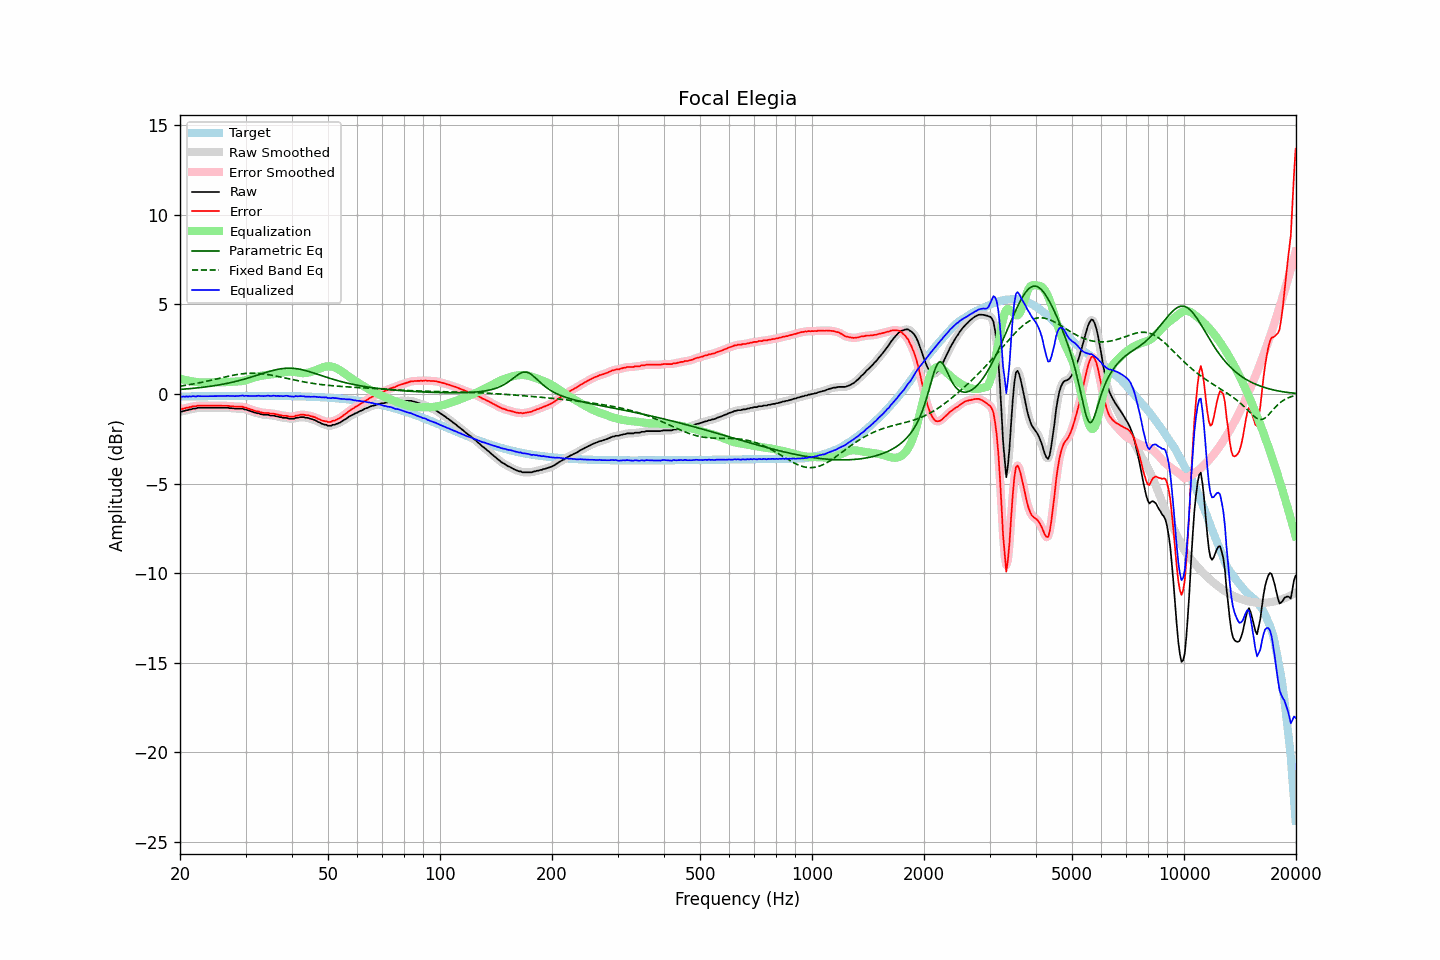 Focal Elegia
15
10
5
0
−5
−10
−15
−20
−25
Amplitude (dBr)
Target
Raw Smoothed
Error Smoothed
Raw
Error
Equalization
Parametric Eq
Fixed Band Eq
Equalized
20 50 100 200 500 1000 2000 5000 10000 20000
Frequency (Hz)